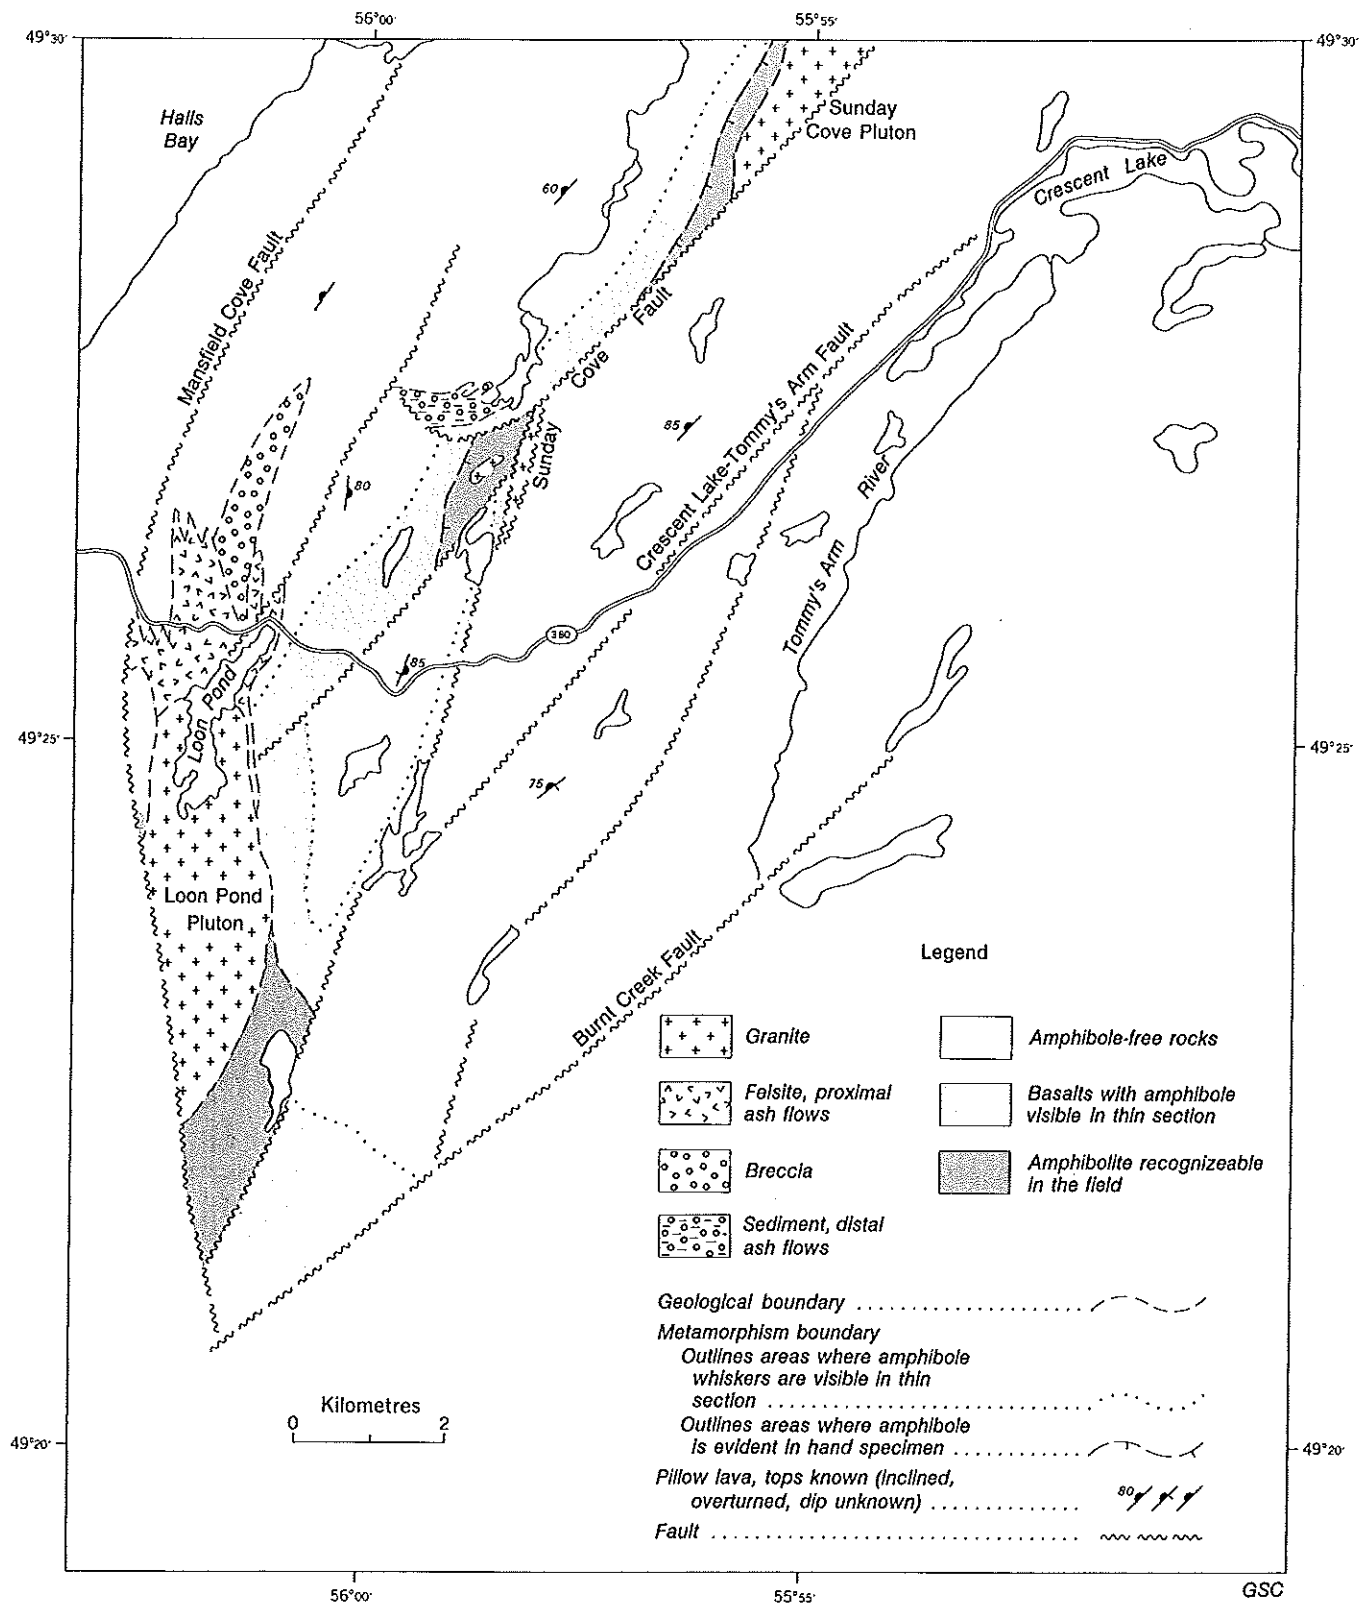 56°00'
55°55'
49°30'
49°30'
Halls
Bay
Sunday
Cove Pluton
Crescent Lake
60
Mansfield Cove Fault
Fault
Cove
Sunday
Crescent Lake-Tommy's Arm Fault
85
80
River
Tommy's Arm
380
85
Loon Pond
49°25'
49°25'
75
Loon Pond
Pluton
Burnt Creek Fault
Legend
Granite
Amphibole-free rocks
Felsite, proximal
ash flows
Basalts with amphibole
visible in thin section
Breccia
Amphibolite recognizeable
in the field
Sediment, distal
ash flows
Geological boundary
Metamorphism boundary
Outlines areas where amphibole
whiskers are visible in thin
section
Outlines areas where amphibole
is evident in hand specimen
Pillow lava, tops known (inclined,
overturned, dip unknown)
80
Fault
Kilometres
0 2
49°20'
49°20'
56°00'
55°55'
GSC